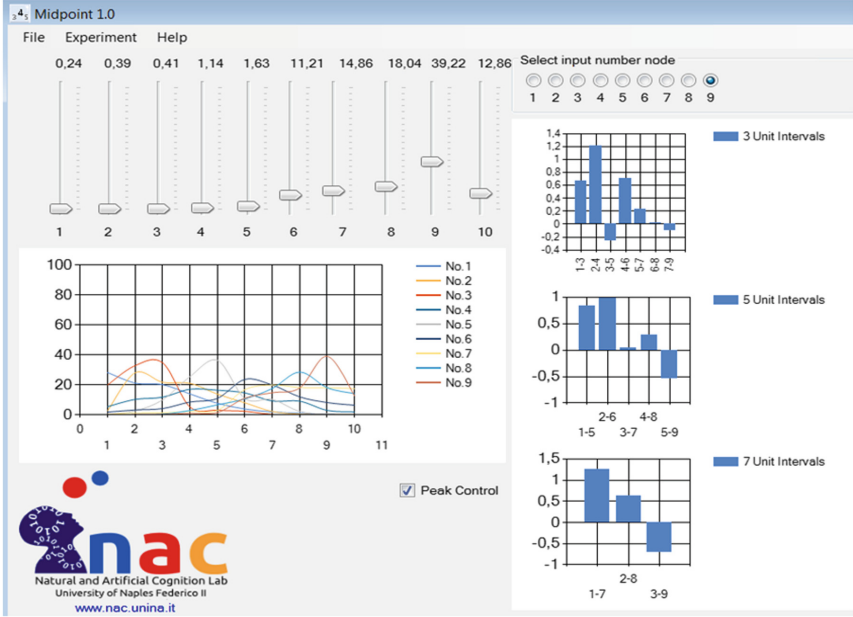 Midpoint 1.0
File Experiment Help
0,24 0,39 0,41 1,14 1,63 11,21 14,86 18,04 39,22 12,86
1 2 3 4 5 6 7 8 9 10
Select input number node
1 2 3 4 5 6 7 8 9
100
80
60
40
20
0
0 2 4 6 8 10
1 3 5 7 9 11
No.1
No.2
No.3
No.4
No.5
No.6
No.7
No.8
No.9
Peak Control
nac
Natural and Artificial Cognition Lab
University of Naples Federico II
www.nac.unina.it
1,4
1,2
1
0,8
0,6
0,4
0,2
0
-0,2
-0,4
1-3 2-4 3-5 4-6 5-7 6-8 7-9
3 Unit Intervals
1
0,5
0
-0,5
-1
2-6 4-8
1-5 3-7 5-9
5 Unit Intervals
1,5
1
0,5
0
-0,5
-1
2-8
1-7 3-9
7 Unit Intervals